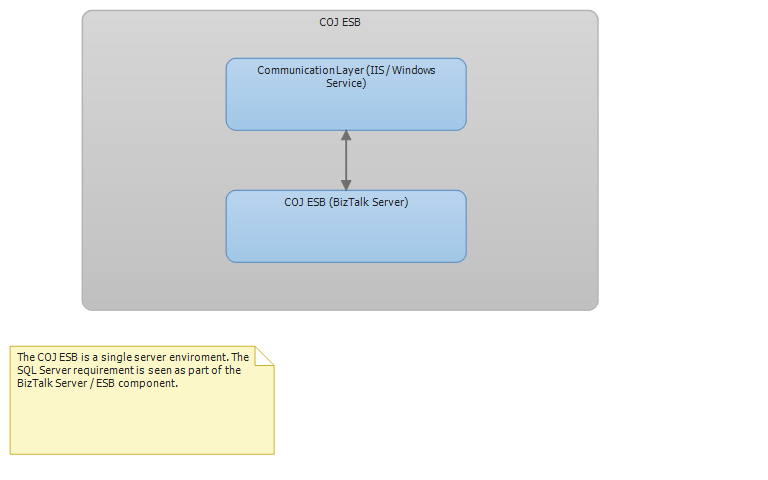 COJ ESB
Communication Layer (IIS / Windows
Service)
COJ ESB (BizTalk Server)
The COJ ESB is a single server enviroment. The
SQL Server requirement is seen as part of the
BizTalk Server / ESB component.